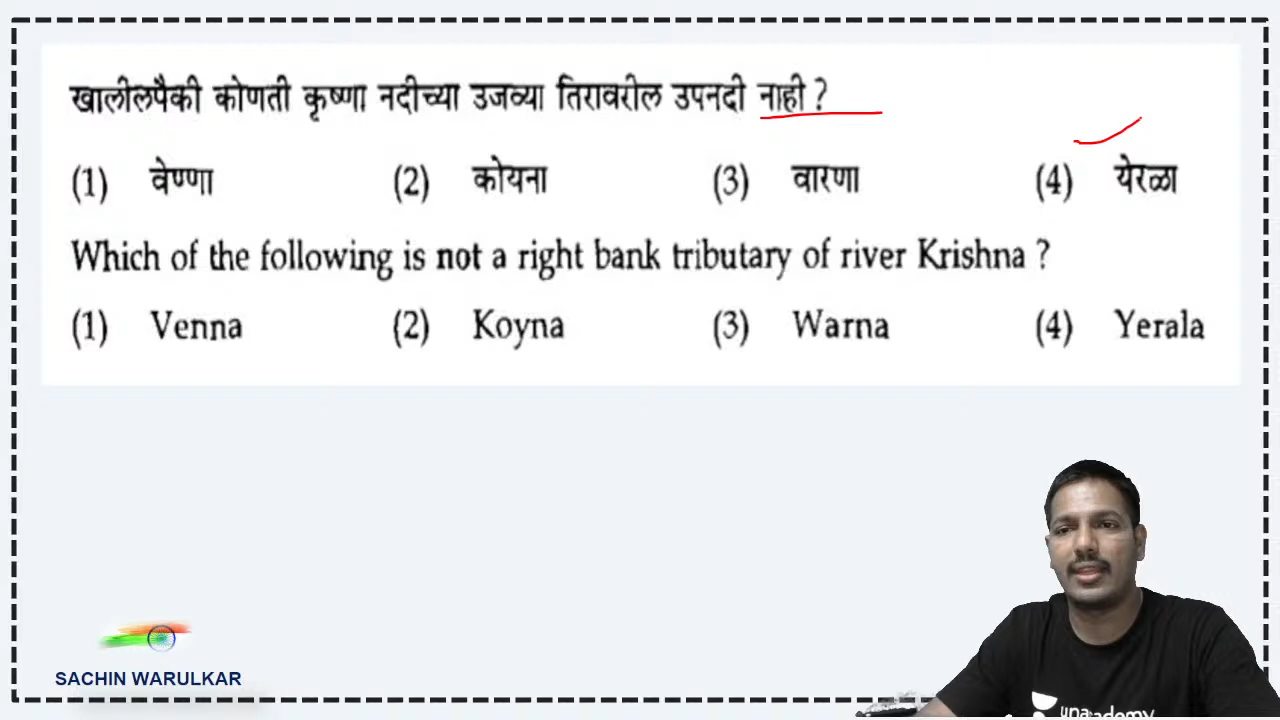 खालीलपैकी कोणती कृष्णा नदीच्या उजव्या तिरावरील उपनदी नाही ?
(1) वेण्णा (2) कोयना (3) वारणा (4) येरळा
Which of the following is not a right bank tributary of river Krishna ?
(1) Venna (2) Koyna (3) Warna (4) Yerala
SACHIN WARULKAR
unacademy